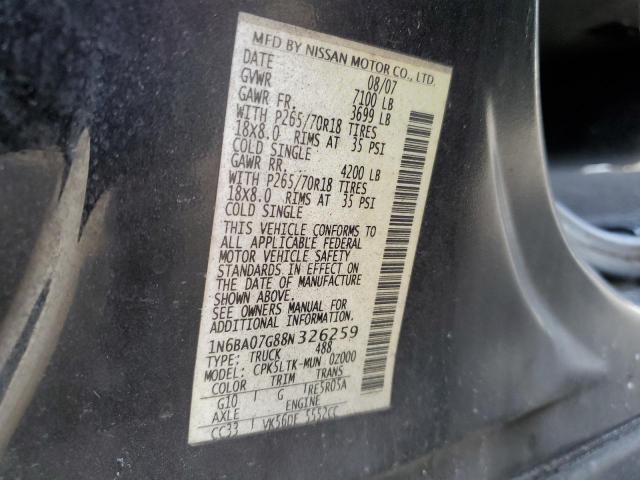 MFD BY NISSAN MOTOR CO., LTD.
DATE 08/07
GVWR 7100 LB
GAWR FR. 3699 LB
WITH P265/70R18 TIRES
18X8.0 RIMS AT 35 PSI
COLD SINGLE
GAWR RR. 4200 LB
WITH P265/70R18 TIRES
18X8.0 RIMS AT 35 PSI
COLD SINGLE
THIS VEHICLE CONFORMS TO
ALL APPLICABLE FEDERAL
MOTOR VEHICLE SAFETY
STANDARDS IN EFFECT ON
THE DATE OF MANUFACTURE
SHOWN ABOVE.
SEE OWNERS MANUAL FOR
ADDITIONAL INFORMATION
1N6BA07G88N326259
TYPE: TRUCK 488
MODEL: CPK5LTK-MUN 0Z000
COLOR TRIM TRANS
G10 G RE5R05A
AXLE ENGINE
CC33 VK56DE 5552CC